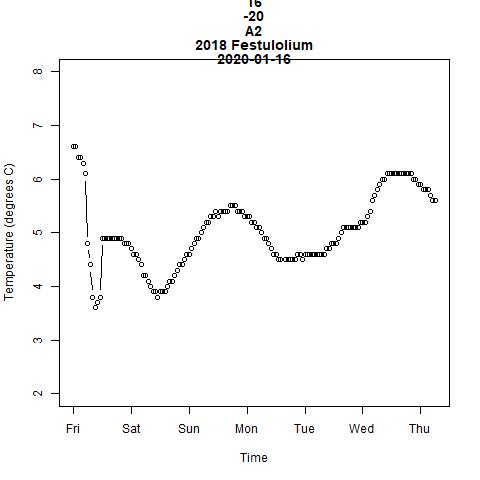 16
-20
A2
2018 Festulolium
2020-01-16
Temperature (degrees C)
8
7
6
5
4
3
2
Fri Sat Sun Mon Tue Wed Thu
Time